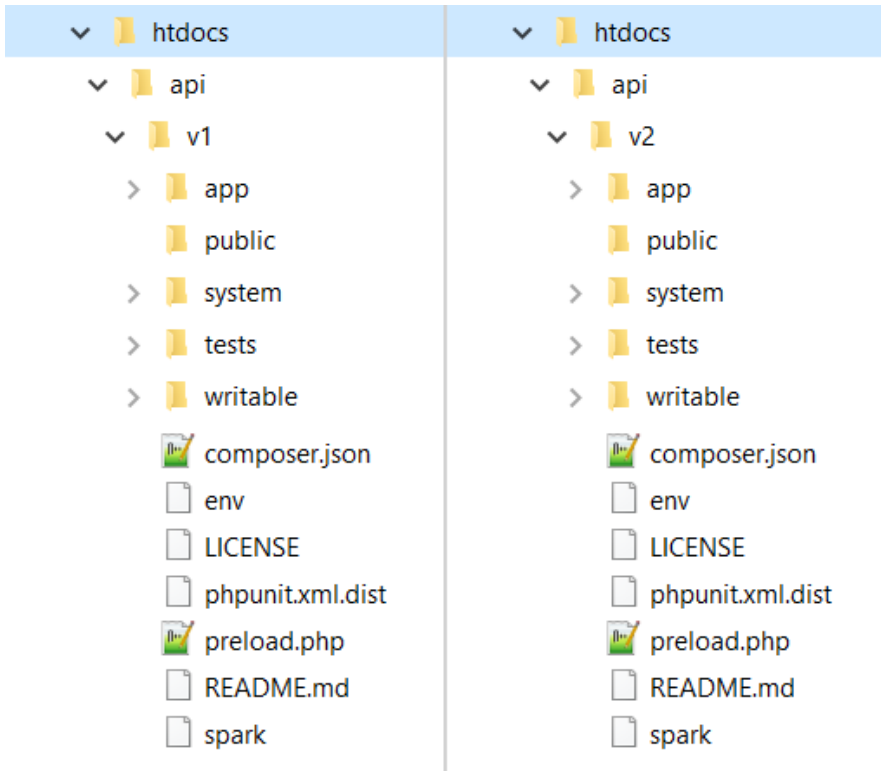 htdocs
api
v1
app
public
system
tests
writable
composer.json
env
LICENSE
phpunit.xml.dist
preload.php
README.md
spark
htdocs
api
v2
app
public
system
tests
writable
composer.json
env
LICENSE
phpunit.xml.dist
preload.php
README.md
spark